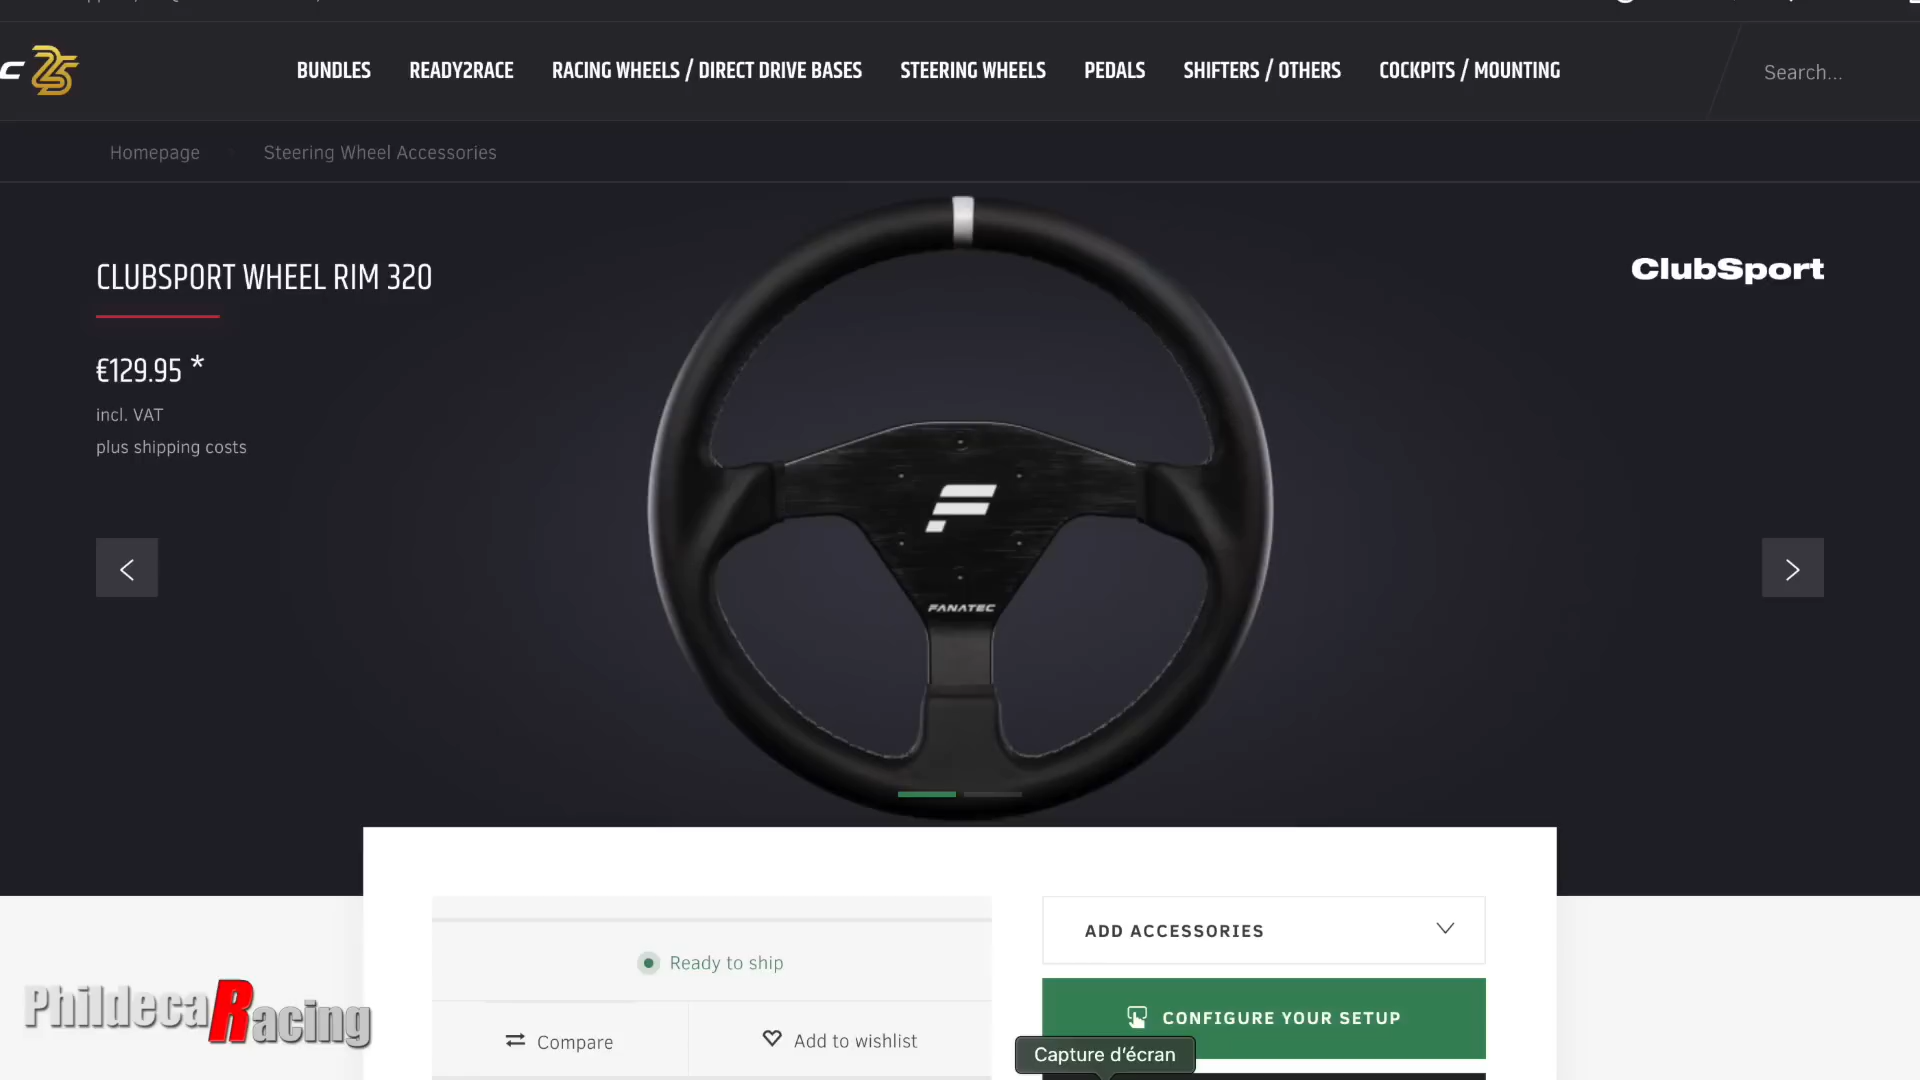 C 25
BUNDLES READY2RACE RACING WHEELS / DIRECT DRIVE BASES STEERING WHEELS PEDALS SHIFTERS / OTHERS COCKPITS / MOUNTING Search...
Homepage Steering Wheel Accessories
CLUBSPORT WHEEL RIM 320
ClubSport
€129.95 *
incl. VAT
plus shipping costs
FANATEC
ADD ACCESSORIES
Ready to ship
CONFIGURE YOUR SETUP
Compare Add to wishlist
Capture d'écran
PhildecaRacing